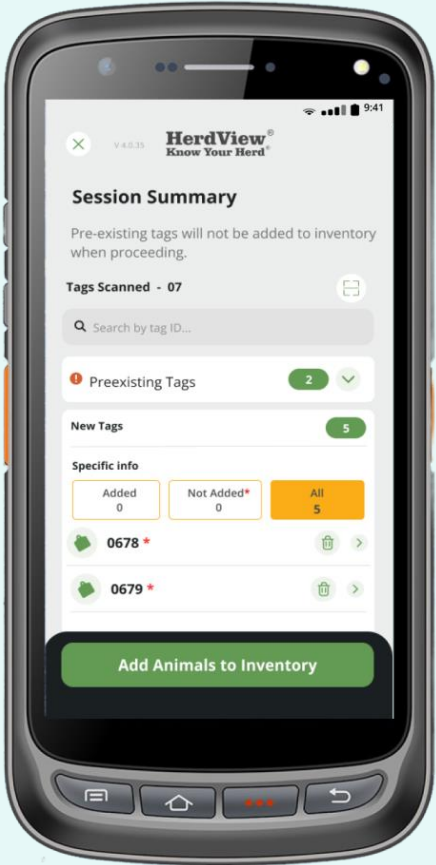 9:41
V 4.0.35
HerdView®
Know Your Herd®
Session Summary
Pre-existing tags will not be added to inventory
when proceeding.
Tags Scanned - 07
Search by tag ID...
Preexisting Tags 2
New Tags 5
Specific info
Added Not Added* All
0 0 5
0678 *
0679 *
Add Animals to Inventory